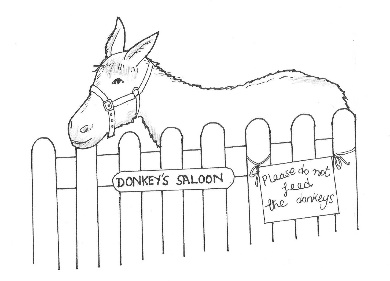 DONKEY'S SALOON
Please do not
feed
the donkeys